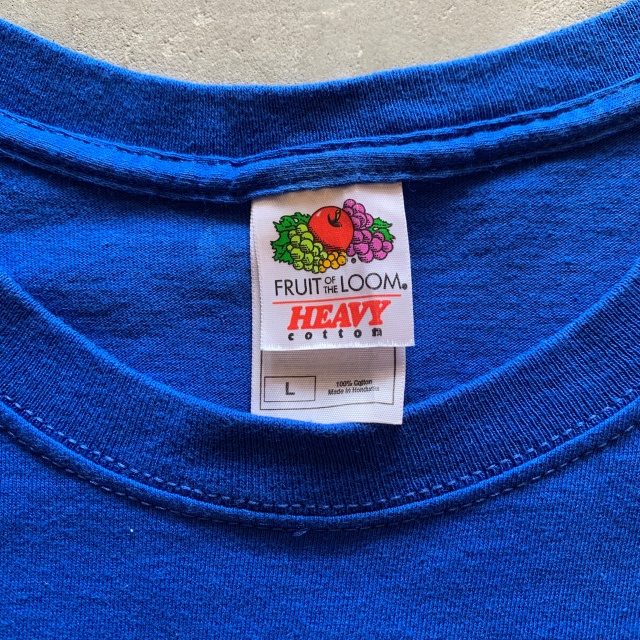 FRUIT OF THE LOOM®
HEAVY
cotton
L
100% Cotton
Made in Honduras